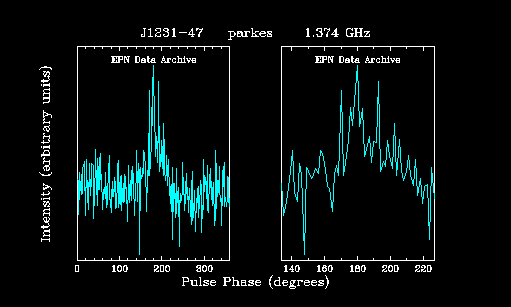 J1231-47 parkes 1.374 GHz
EPN Data Archive EPN Data Archive
Intensity (arbitrary units)
0 100 200 300 140 160 180 200 220
Pulse Phase (degrees)